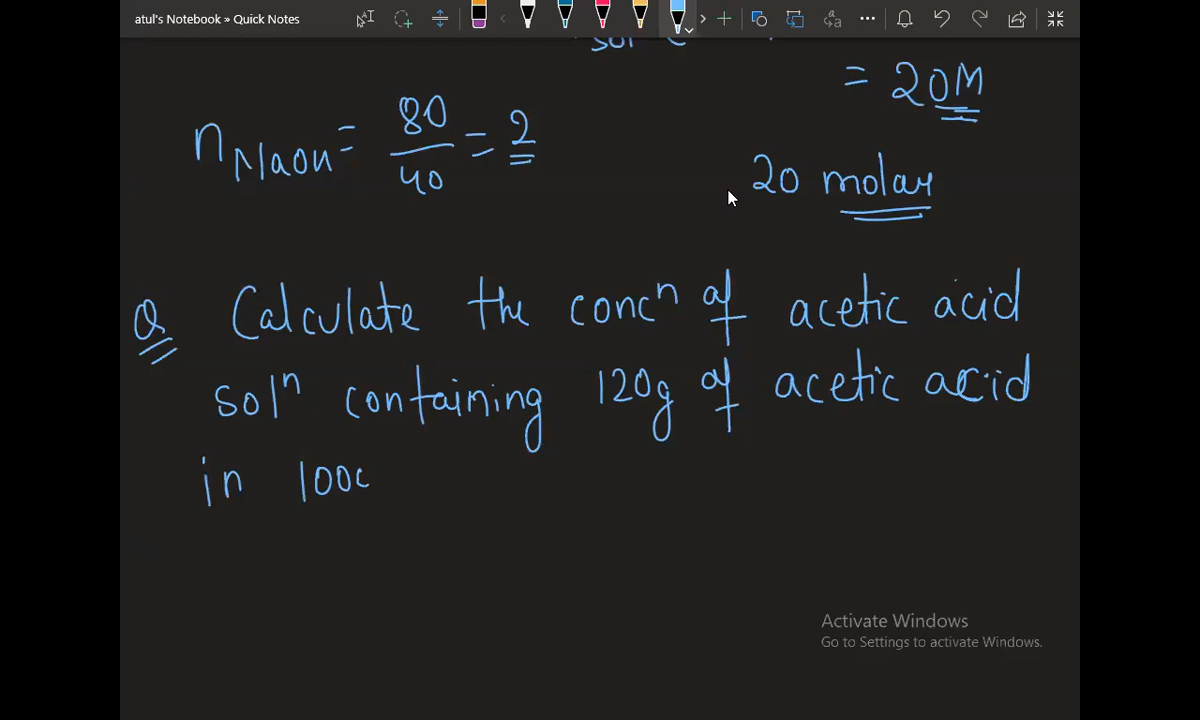 atul's Notebook » Quick Notes
= 20M
n NaOH = 80/40 = 2
20 molar
Q Calculate the concⁿ of acetic acid
solⁿ containing 120g of acetic acid
in 100
Activate Windows
Go to Settings to activate Windows.